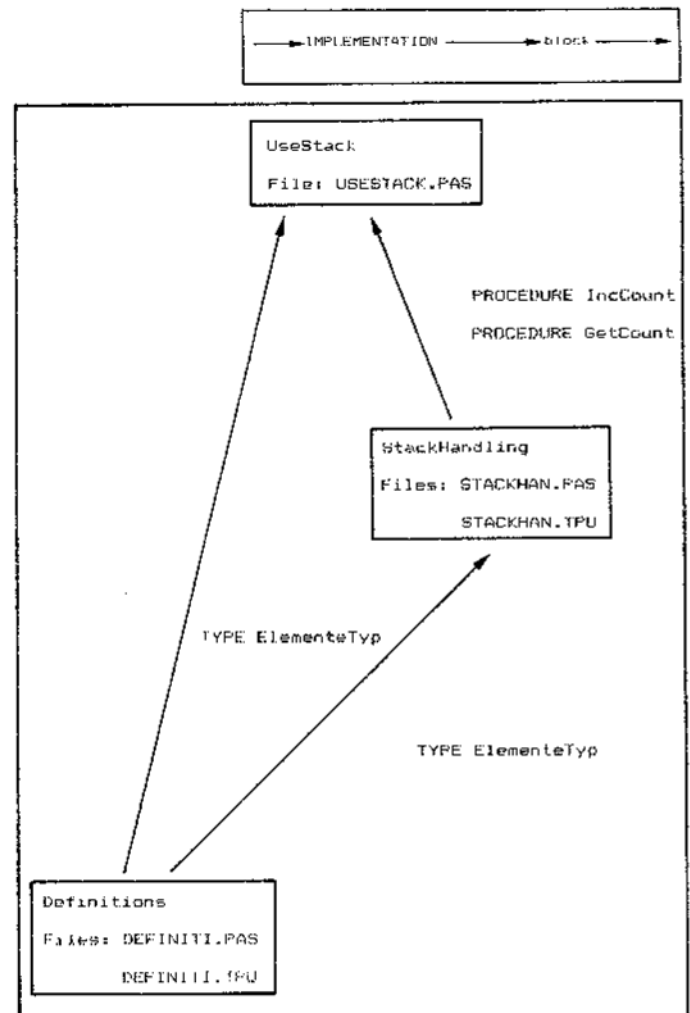 IMPLEMENTATION block
UseStack
File: USESTACK.PAS
PROCEDURE IncCount
PROCEDURE GetCount
StackHandling
Files: STACKHAN.PAS
STACKHAN.TPU
TYPE ElementeTyp
TYPE ElementeTyp
Definitions
Files: DEFINITI.PAS
DEFINITI.TPU